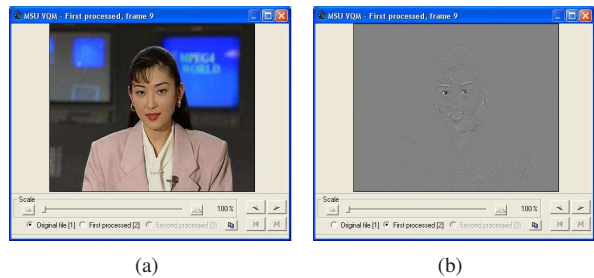 MSU VQM - First processed, frame 9
MPEG4
WORLD
Scale
100%
Original file [1] First processed [2] Second processed [3]
(a)
MSU VQM - First processed, frame 9
Scale
100%
Original file [1] First processed [2] Second processed [3]
(b)